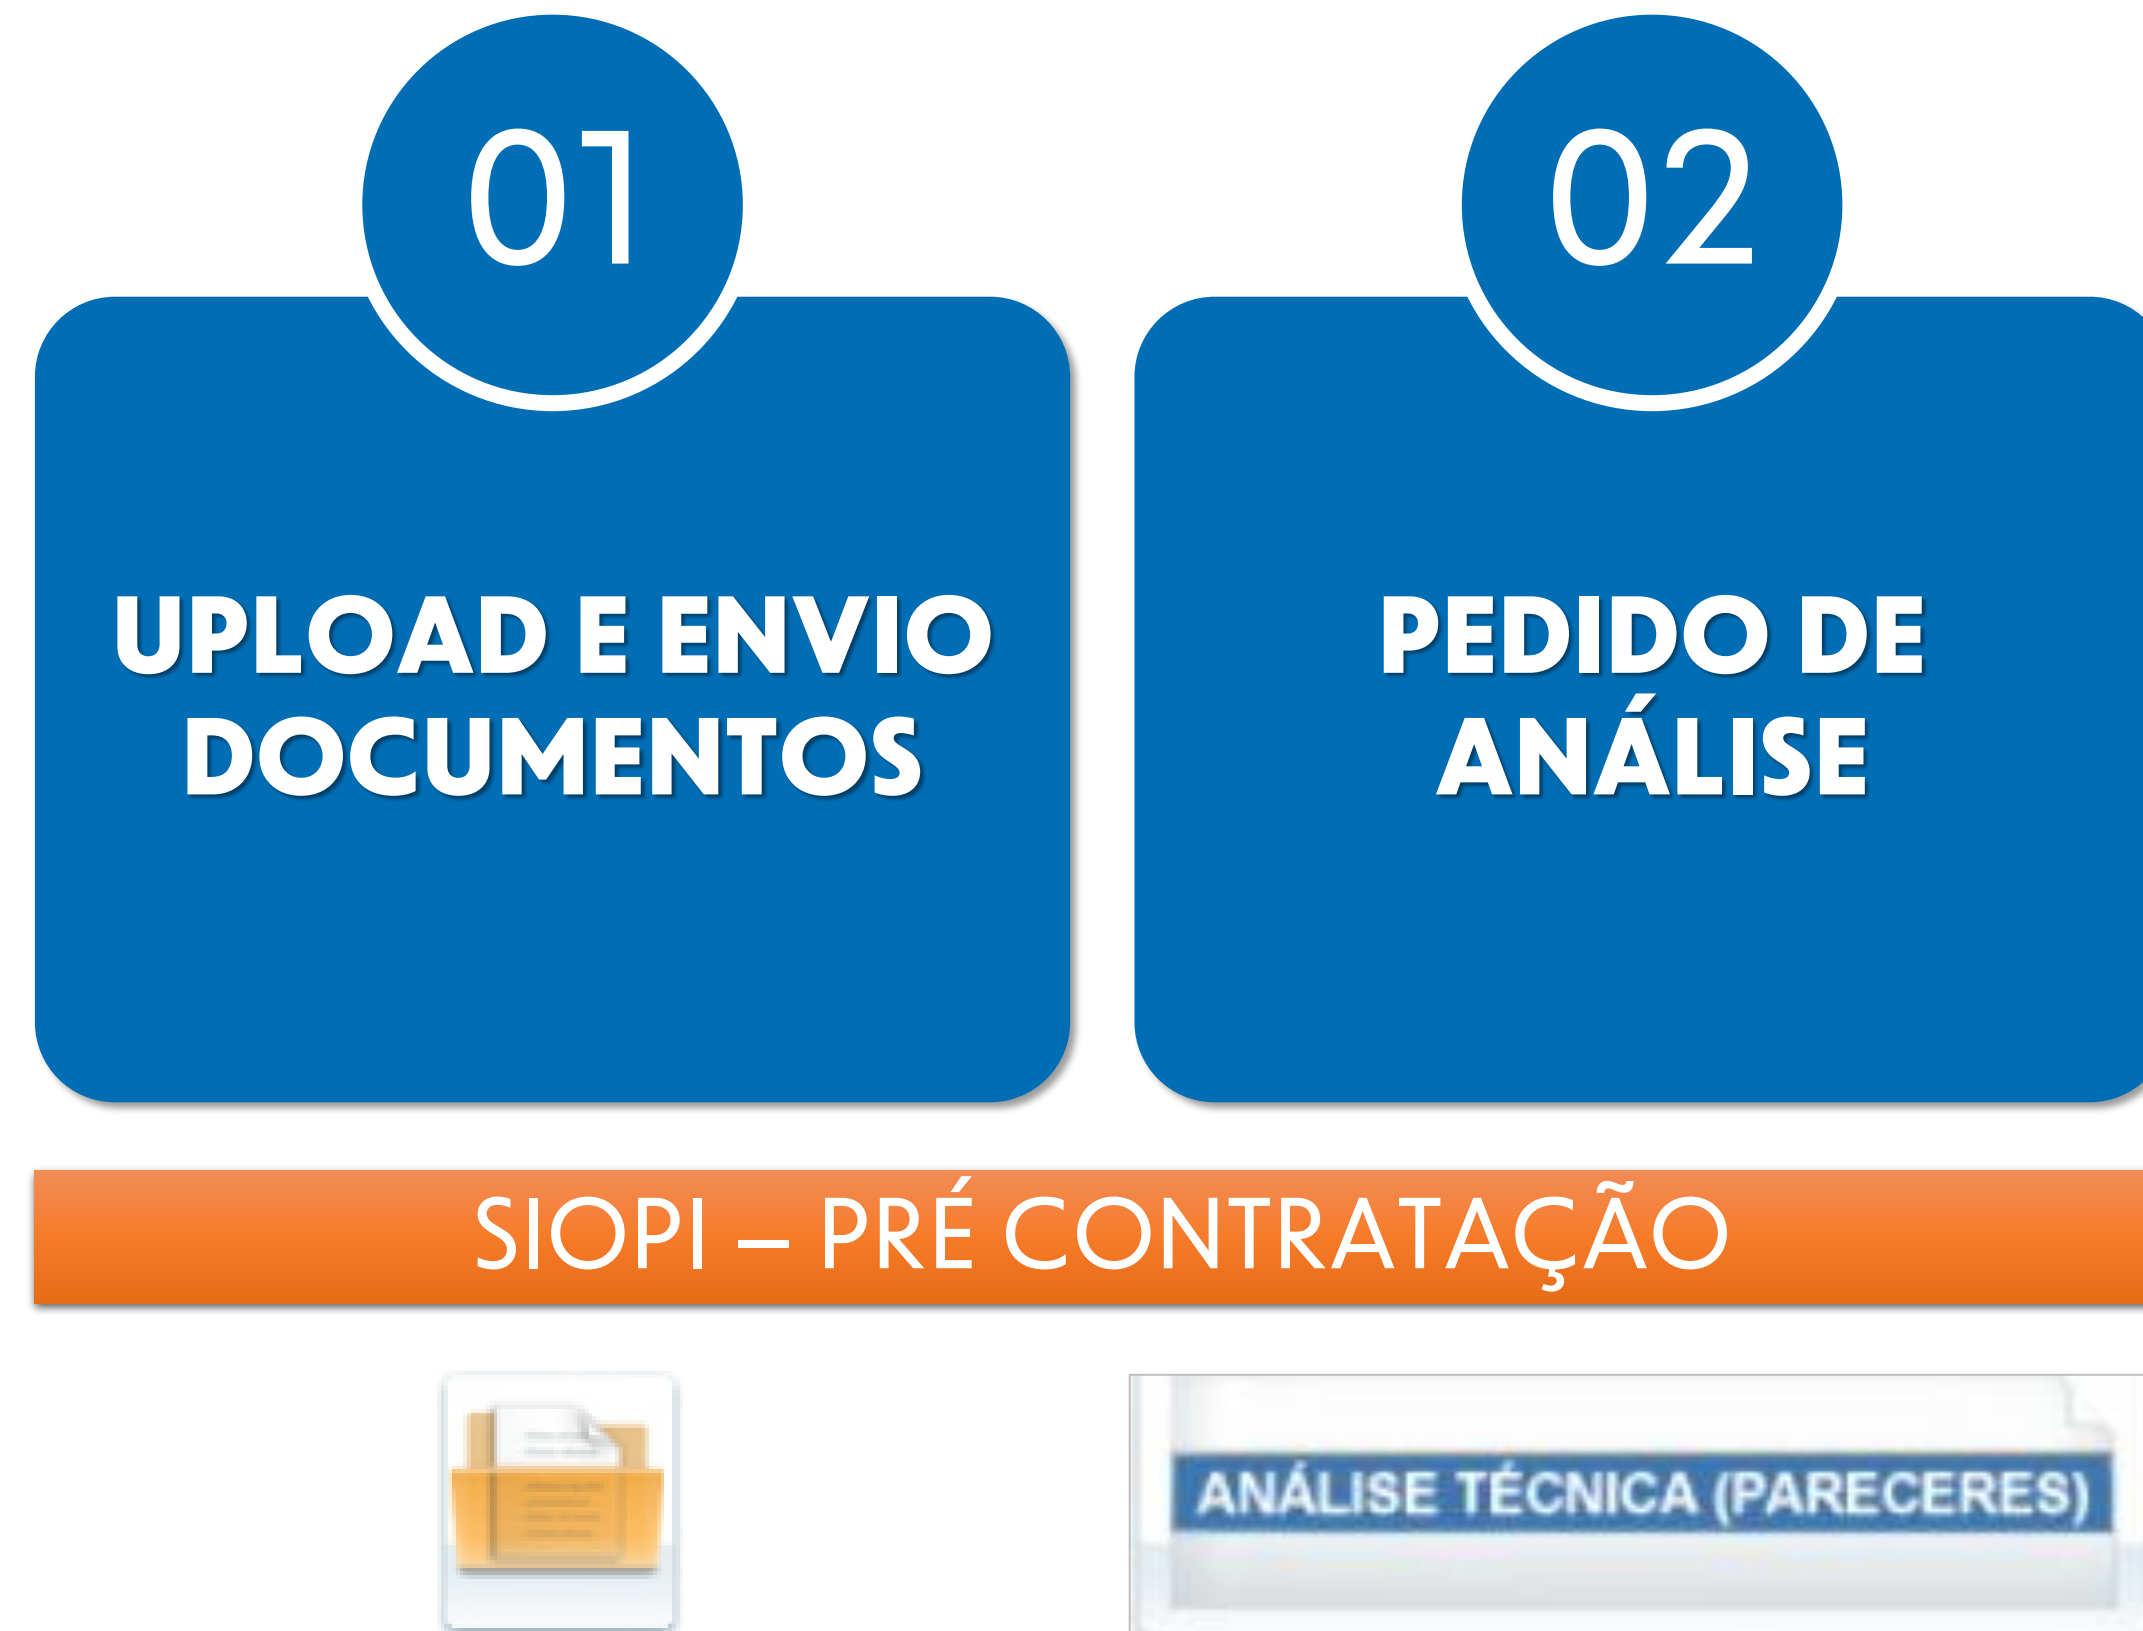 01
UPLOAD E ENVIO
DOCUMENTOS
02
PEDIDO DE
ANÁLISE
SIOPI – PRÉ CONTRATAÇÃO
ANÁLISE TÉCNICA (PARECERES)